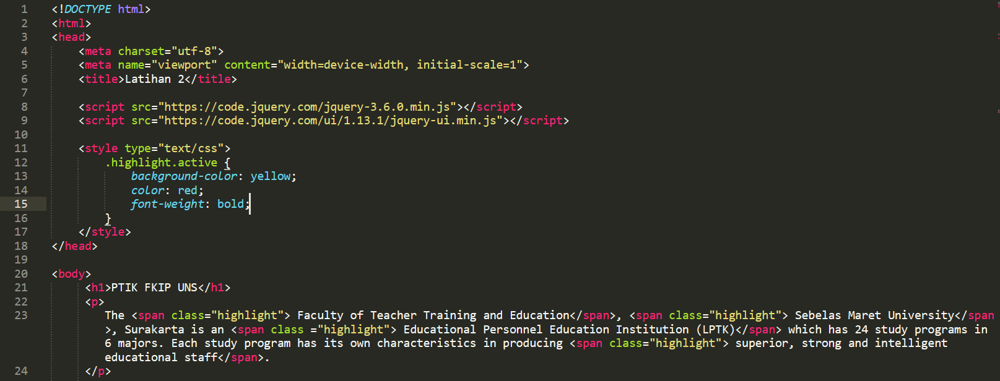 1 <!DOCTYPE html>
2 <html>
3 <head>
4     <meta charset="utf-8">
5     <meta name="viewport" content="width=device-width, initial-scale=1">
6     <title>Latihan 2</title>
7
8     <script src="https://code.jquery.com/jquery-3.6.0.min.js"></script>
9     <script src="https://code.jquery.com/ui/1.13.1/jquery-ui.min.js"></script>
10
11     <style type="text/css">
12         .highlight.active {
13             background-color: yellow;
14             color: red;
15             font-weight: bold;
16         }
17     </style>
18 </head>
19
20 <body>
21     <h1>PTIK FKIP UNS</h1>
22     <p>
23         The <span class="highlight"> Faculty of Teacher Training and Education</span>, <span class="highlight"> Sebelas Maret University</span
>, Surakarta is an <span class ="highlight"> Educational Personnel Education Institution (LPTK)</span> which has 24 study programs in
6 majors. Each study program has its own characteristics in producing <span class="highlight"> superior, strong and intelligent
educational staff</span>.
24     </p>